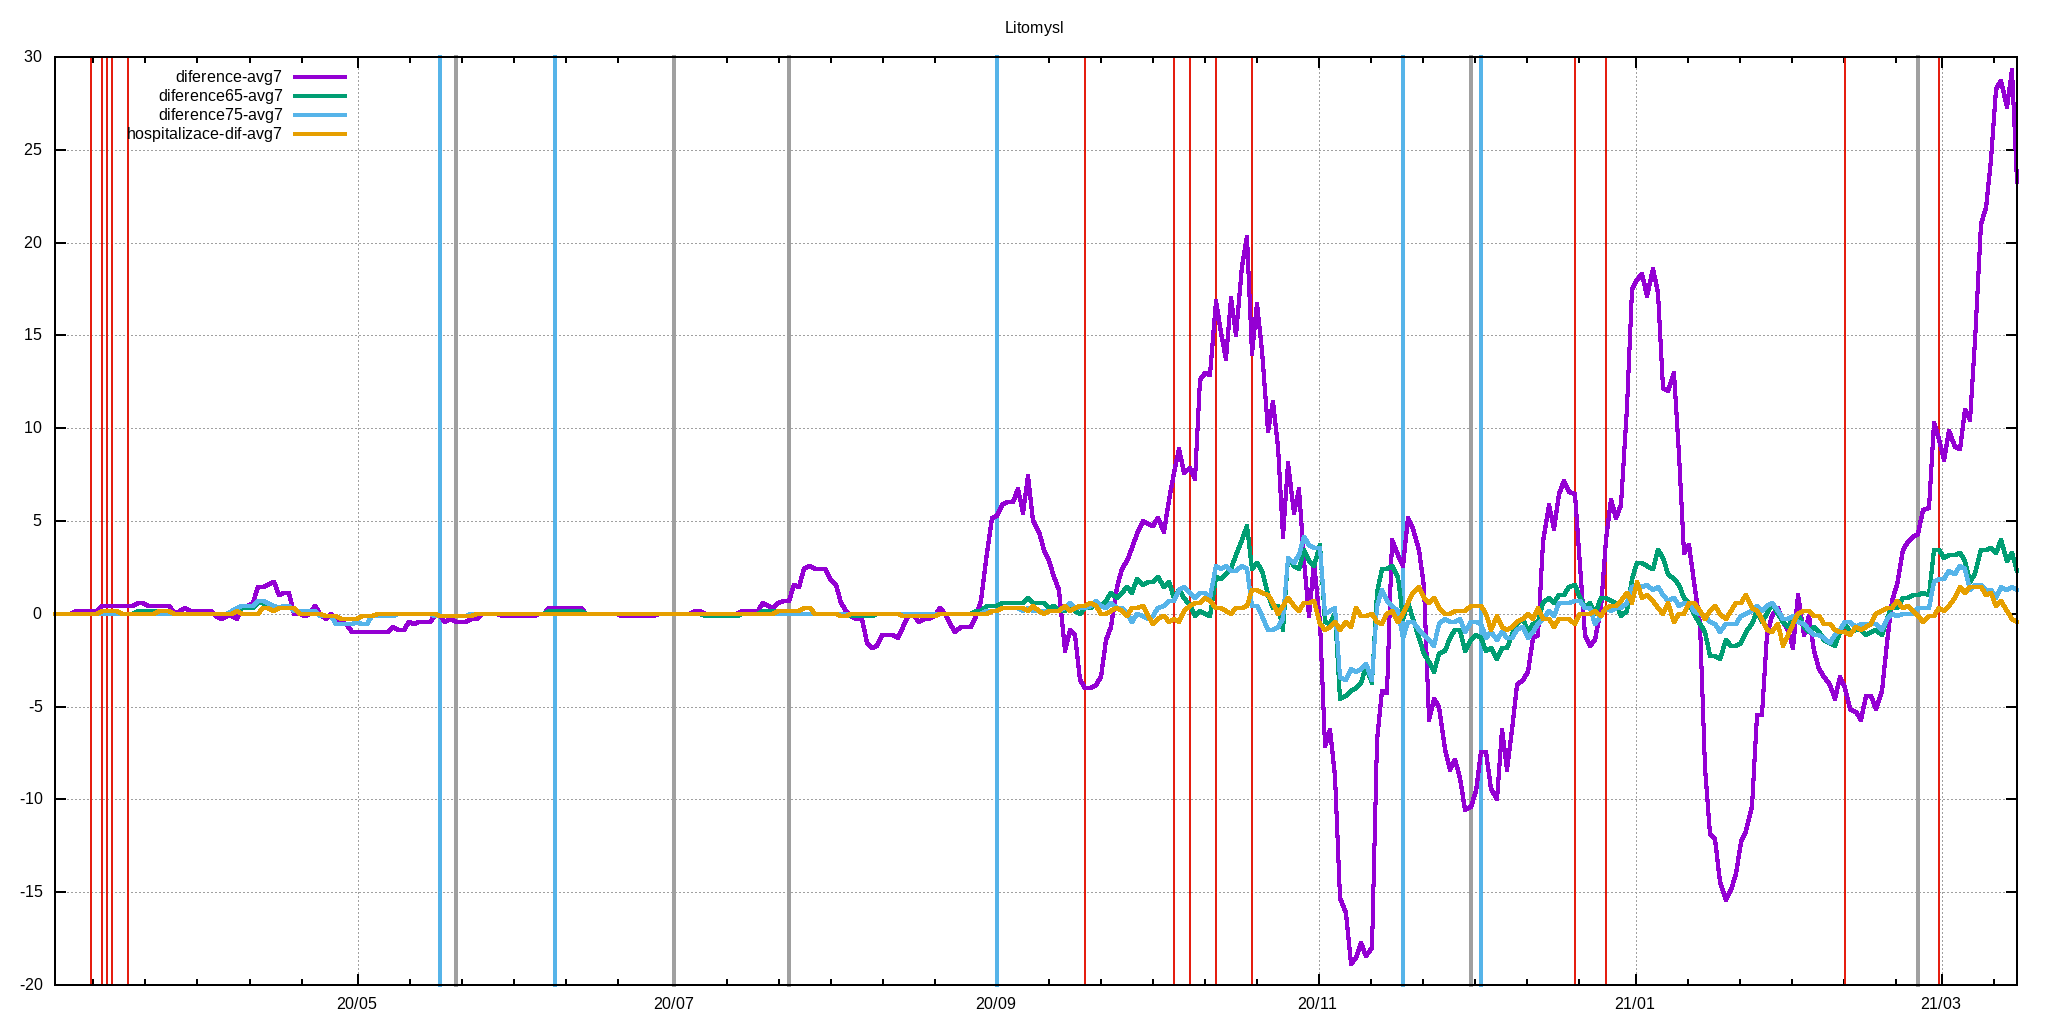 Litomysl
diference-avg7
diference65-avg7
diference75-avg7
hospitalizace-dif-avg7
30
25
20
15
10
5
0
-5
-10
-15
-20
20/05 20/07 20/09 20/11 21/01 21/03